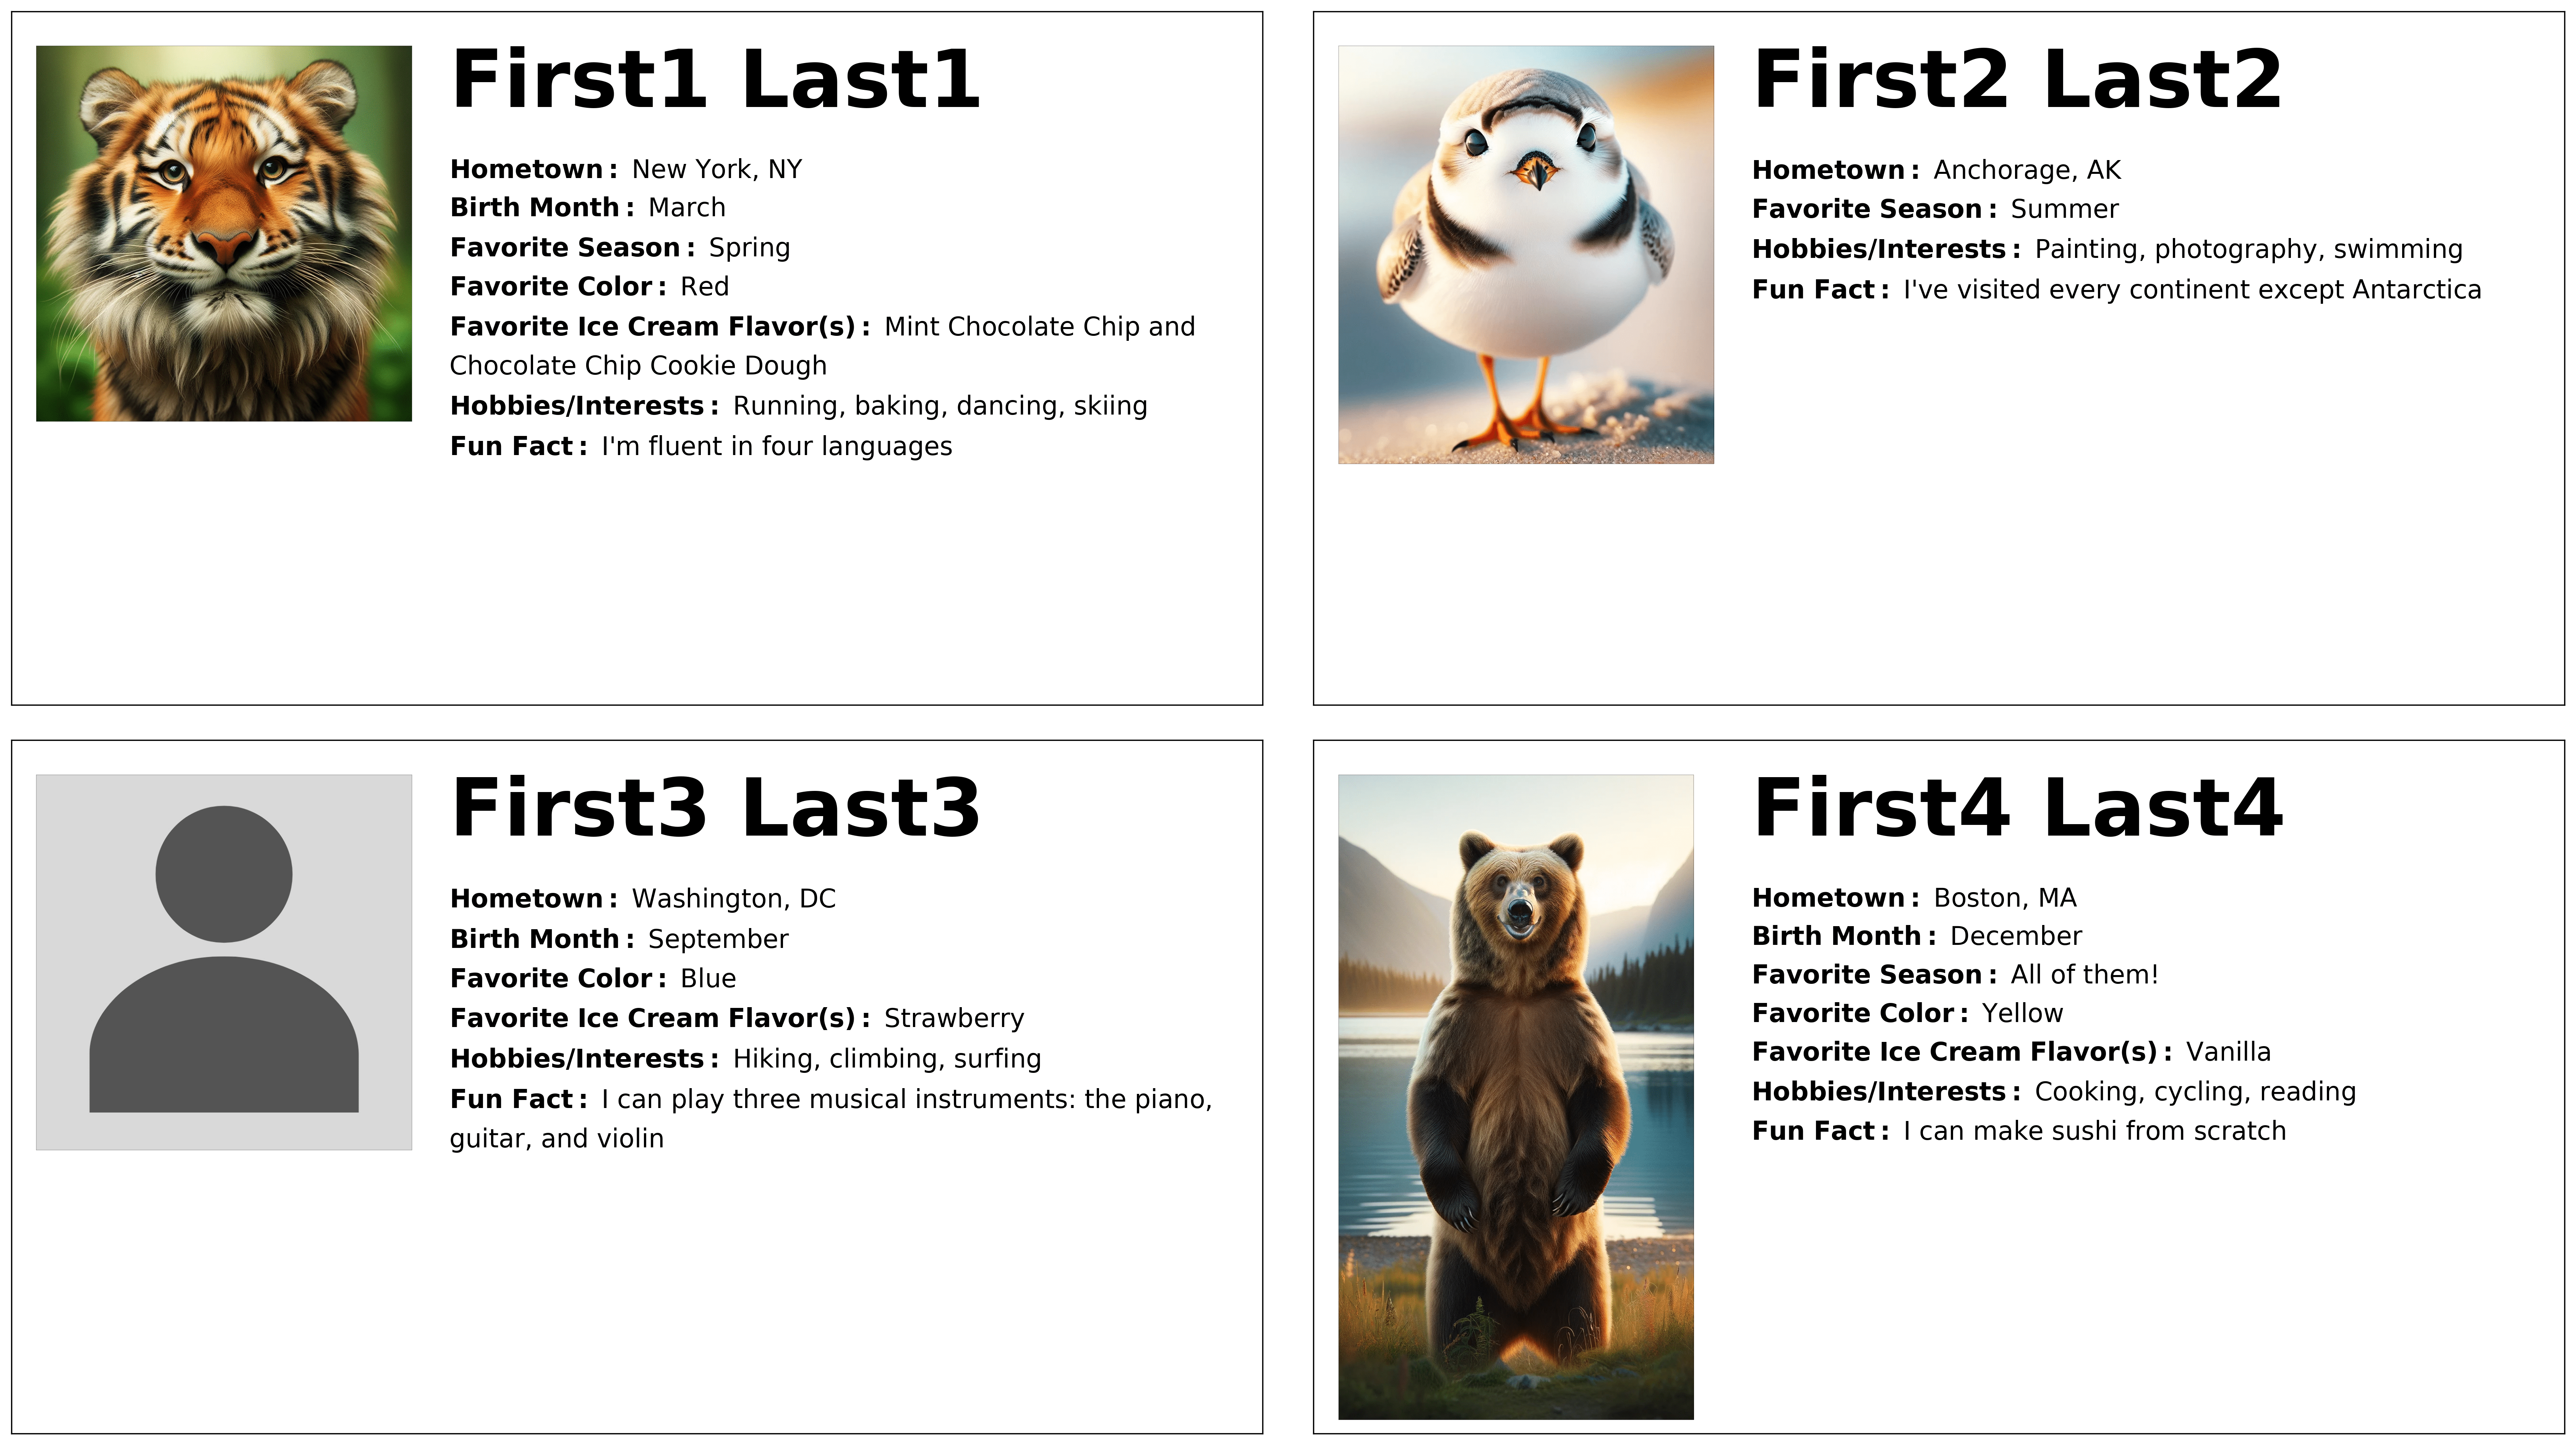 First1 Last1
Hometown: New York, NY
Birth Month: March
Favorite Season: Spring
Favorite Color: Red
Favorite Ice Cream Flavor(s): Mint Chocolate Chip and
Chocolate Chip Cookie Dough
Hobbies/Interests: Running, baking, dancing, skiing
Fun Fact: I'm fluent in four languages
First2 Last2
Hometown: Anchorage, AK
Favorite Season: Summer
Hobbies/Interests: Painting, photography, swimming
Fun Fact: I've visited every continent except Antarctica
First3 Last3
Hometown: Washington, DC
Birth Month: September
Favorite Color: Blue
Favorite Ice Cream Flavor(s): Strawberry
Hobbies/Interests: Hiking, climbing, surfing
Fun Fact: I can play three musical instruments: the piano,
guitar, and violin
First4 Last4
Hometown: Boston, MA
Birth Month: December
Favorite Season: All of them!
Favorite Color: Yellow
Favorite Ice Cream Flavor(s): Vanilla
Hobbies/Interests: Cooking, cycling, reading
Fun Fact: I can make sushi from scratch